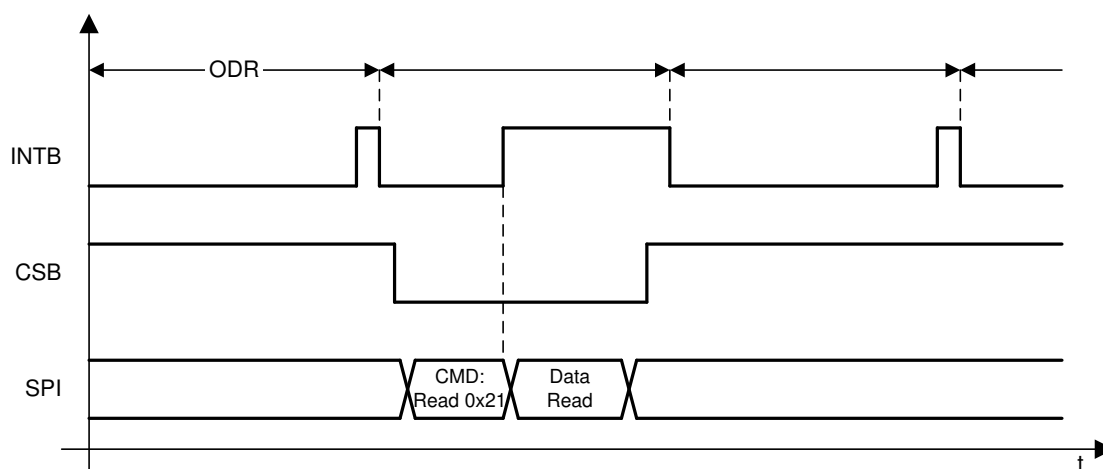 ODR
INTB
CSB
SPI
CMD:
Read 0x21
Data
Read
t